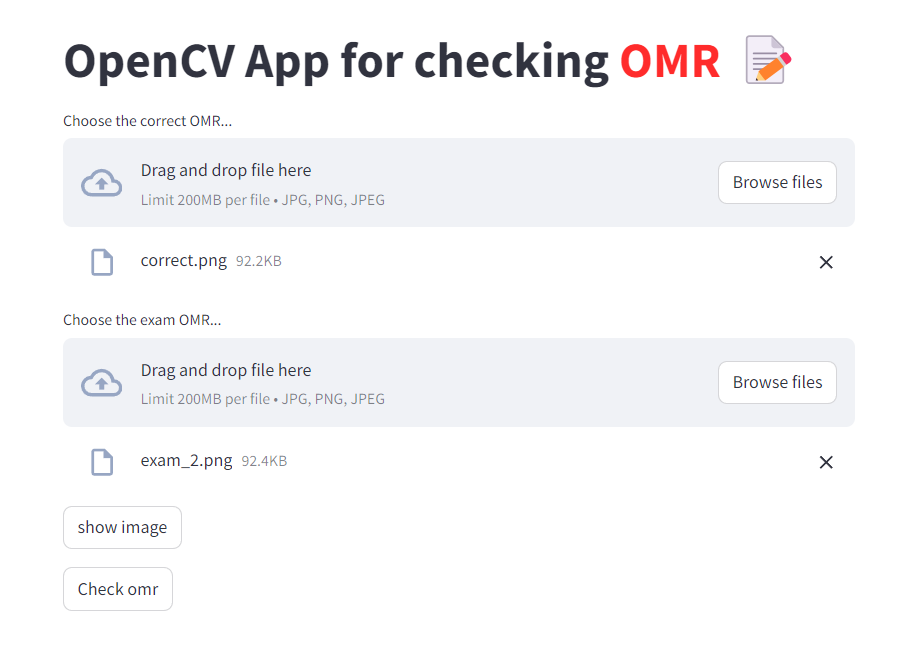 OpenCV App for checking OMR
Choose the correct OMR...
Drag and drop file here
Limit 200MB per file • JPG, PNG, JPEG
Browse files
correct.png 92.2KB
Choose the exam OMR...
Drag and drop file here
Limit 200MB per file • JPG, PNG, JPEG
Browse files
exam_2.png 92.4KB
show image
Check omr